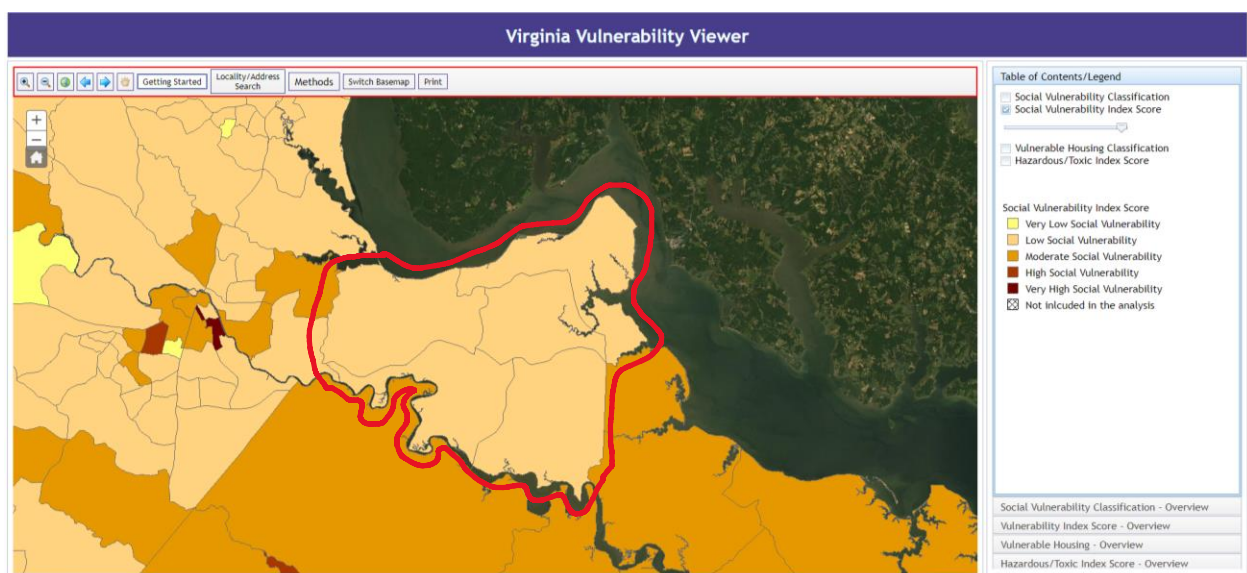 Virginia Vulnerability Viewer
Getting Started
Locality/Address
Search
Methods
Switch Basemap
Print
+
−
Table of Contents/Legend
Social Vulnerability Classification
Social Vulnerability Index Score
Vulnerable Housing Classification
Hazardous/Toxic Index Score
Social Vulnerability Index Score
Very Low Social Vulnerability
Low Social Vulnerability
Moderate Social Vulnerability
High Social Vulnerability
Very High Social Vulnerability
Not inlcuded in the analysis
Social Vulnerability Classification - Overview
Vulnerability Index Score - Overview
Vulnerable Housing - Overview
Hazardous/Toxic Index Score - Overview